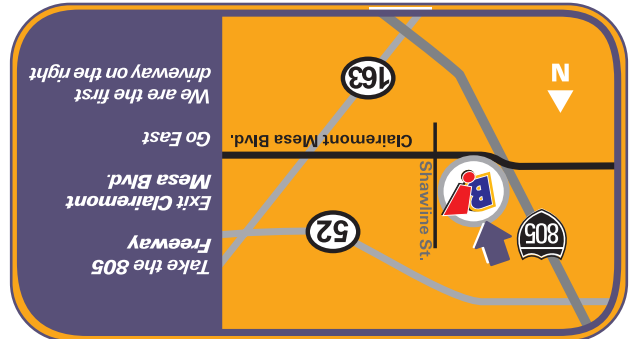 Take the 805
Freeway
Exit Clairemont
Mesa Blvd.
Go East
We are the first
driveway on the right
805
52
B
Shawline St.
Clairemont Mesa Blvd.
163
N